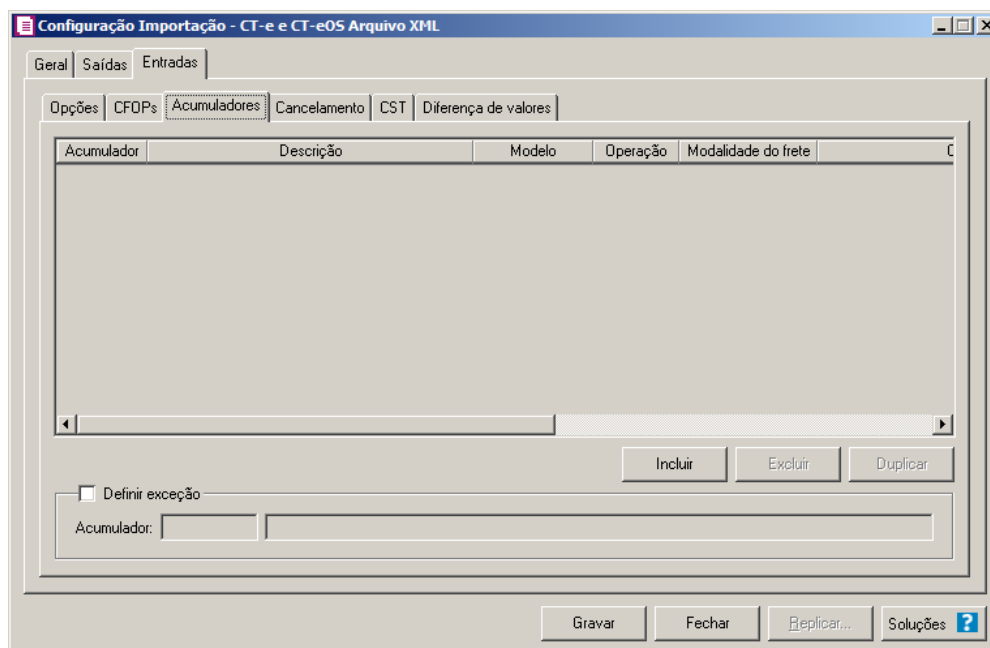 Configuração Importação - CT-e e CT-eOS Arquivo XML
Geral Saídas Entradas
Opções CFOPs Acumuladores Cancelamento CST Diferença de valores
Acumulador Descrição Modelo Operação Modalidade do frete
Incluir Excluir Duplicar
Definir exceção
Acumulador:
Gravar Fechar Replicar... Soluções ?